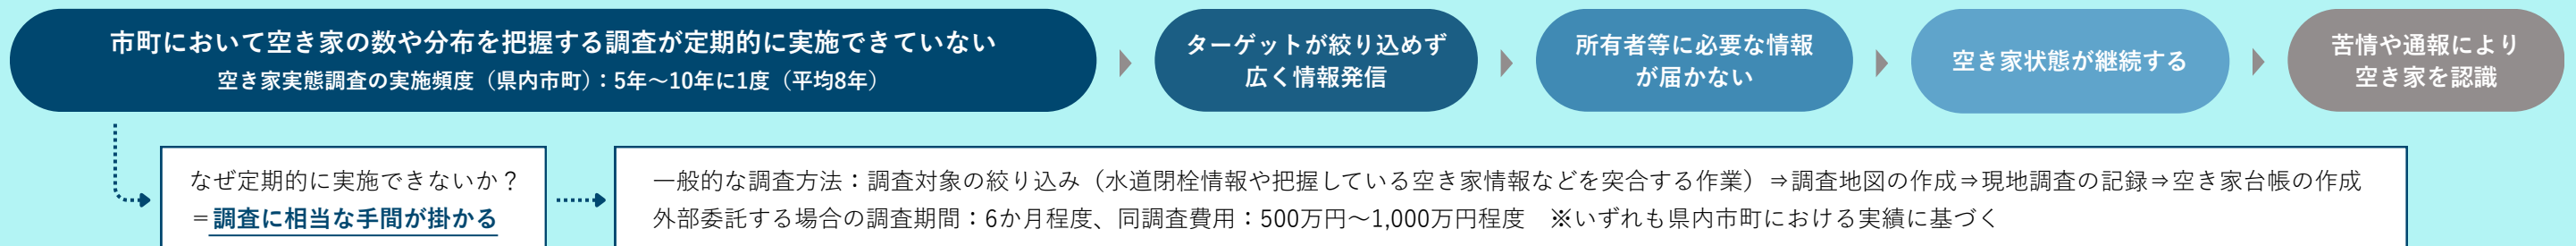 市町において空き家の数や分布を把握する調査が定期的に実施できていない
空き家実態調査の実施頻度（県内市町）：5年〜10年に1度（平均8年）
ターゲットが絞り込めず
広く情報発信
所有者等に必要な情報
が届かない
空き家状態が継続する
苦情や通報により
空き家を認識
なぜ定期的に実施できないか？
＝調査に相当な手間が掛かる
一般的な調査方法：調査対象の絞り込み（水道閉栓情報や把握している空き家情報などを突合する作業）⇒調査地図の作成⇒現地調査の記録⇒空き家台帳の作成
外部委託する場合の調査期間：6か月程度、同調査費用：500万円〜1,000万円程度　※いずれも県内市町における実績に基づく